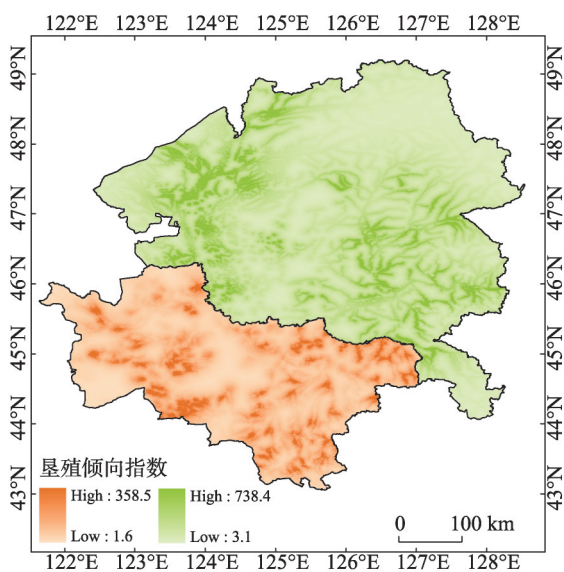 122°E 123°E 124°E 125°E 126°E 127°E 128°E
49°N 49°N
48°N 48°N
47°N 47°N
46°N 46°N
45°N 45°N
44°N 44°N
43°N 43°N
垦殖倾向指数
High : 358.5 High : 738.4
Low : 1.6 Low : 3.1
0 100 km
122°E 123°E 124°E 125°E 126°E 127°E 128°E